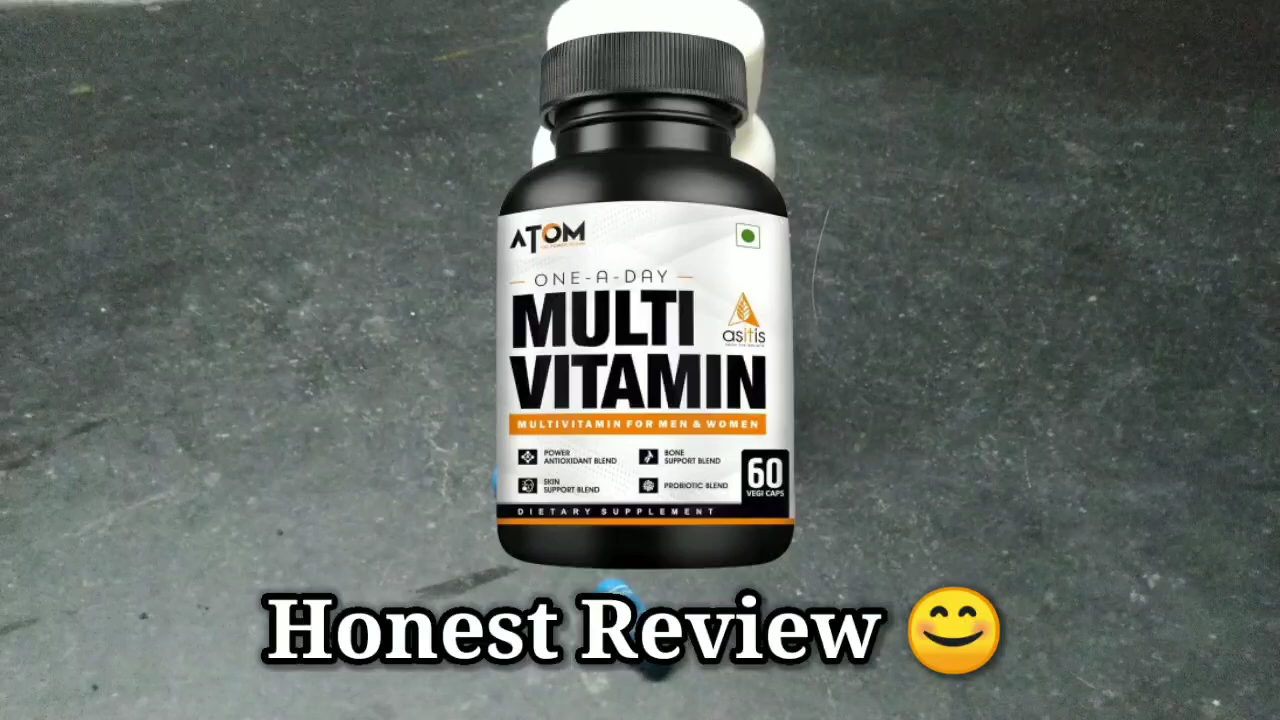 ATOM
ONE-A-DAY
MULTI
VITAMIN
asitis
MULTIVITAMIN FOR MEN & WOMEN
POWER
ANTIOXIDANT BLEND
BONE
SUPPORT BLEND
SKIN
SUPPORT BLEND
PROBIOTIC BLEND
60
VEGI CAPS
DIETARY SUPPLEMENT
Honest Review 😊